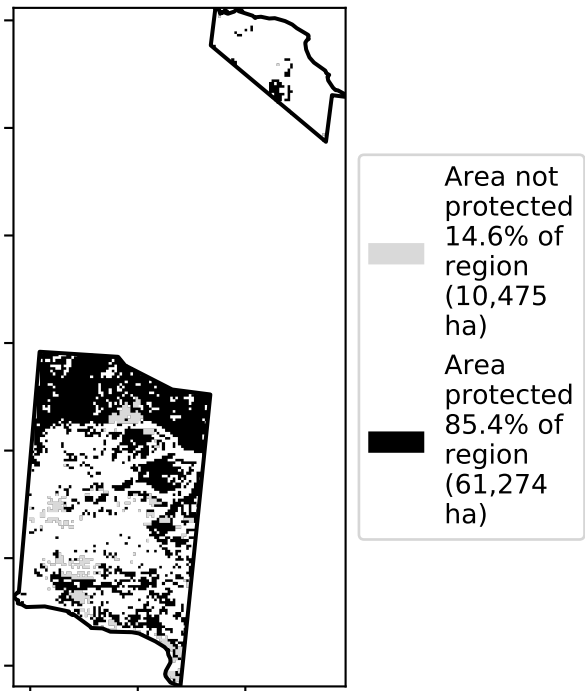 Area not
protected
14.6% of
region
(10,475
ha)
Area
protected
85.4% of
region
(61,274
ha)